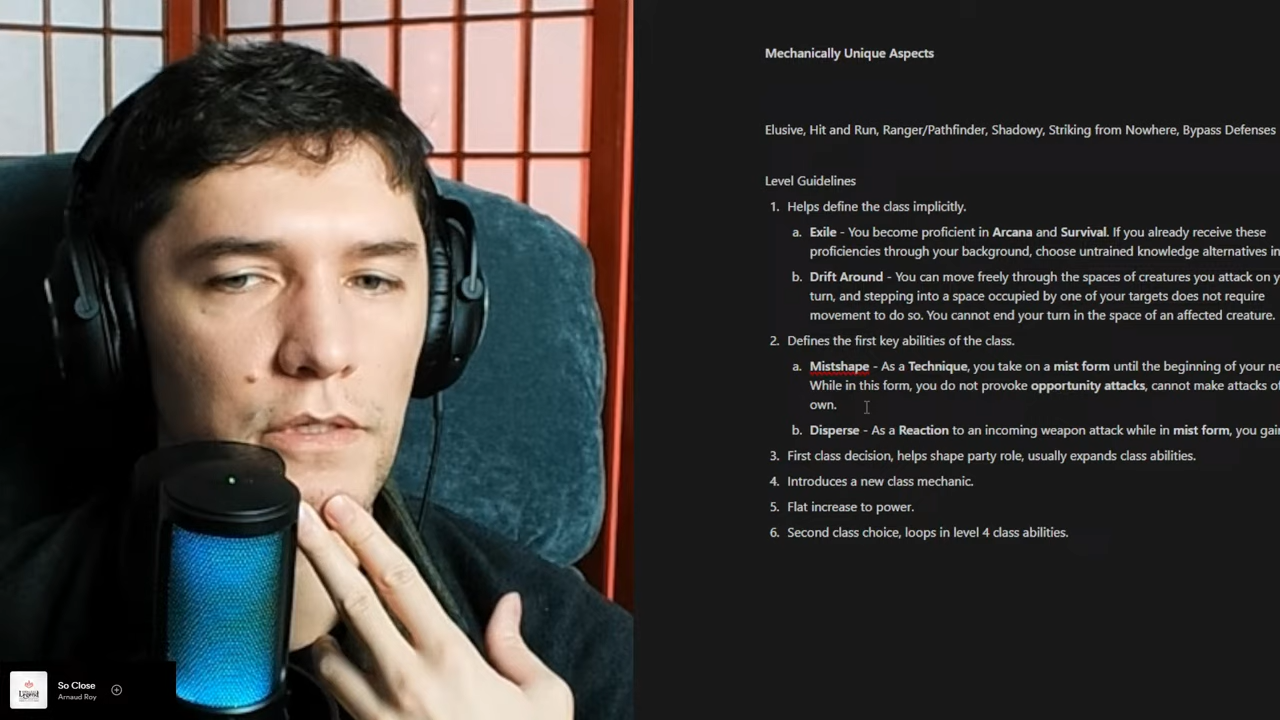 Mechanically Unique Aspects
Elusive, Hit and Run, Ranger/Pathfinder, Shadowy, Striking from Nowhere, Bypass Defenses
Level Guidelines
1. Helps define the class implicitly.
a. Exile - You become proficient in Arcana and Survival. If you already receive these
proficiencies through your background, choose untrained knowledge alternatives in
b. Drift Around - You can move freely through the spaces of creatures you attack on y
turn, and stepping into a space occupied by one of your targets does not require
movement to do so. You cannot end your turn in the space of an affected creature.
2. Defines the first key abilities of the class.
a. Mistshape - As a Technique, you take on a mist form until the beginning of your ne
While in this form, you do not provoke opportunity attacks, cannot make attacks of
own.
b. Disperse - As a Reaction to an incoming weapon attack while in mist form, you gai
3. First class decision, helps shape party role, usually expands class abilities.
4. Introduces a new class mechanic.
5. Flat increase to power.
6. Second class choice, loops in level 4 class abilities.
Legend
So Close
Arnaud Roy